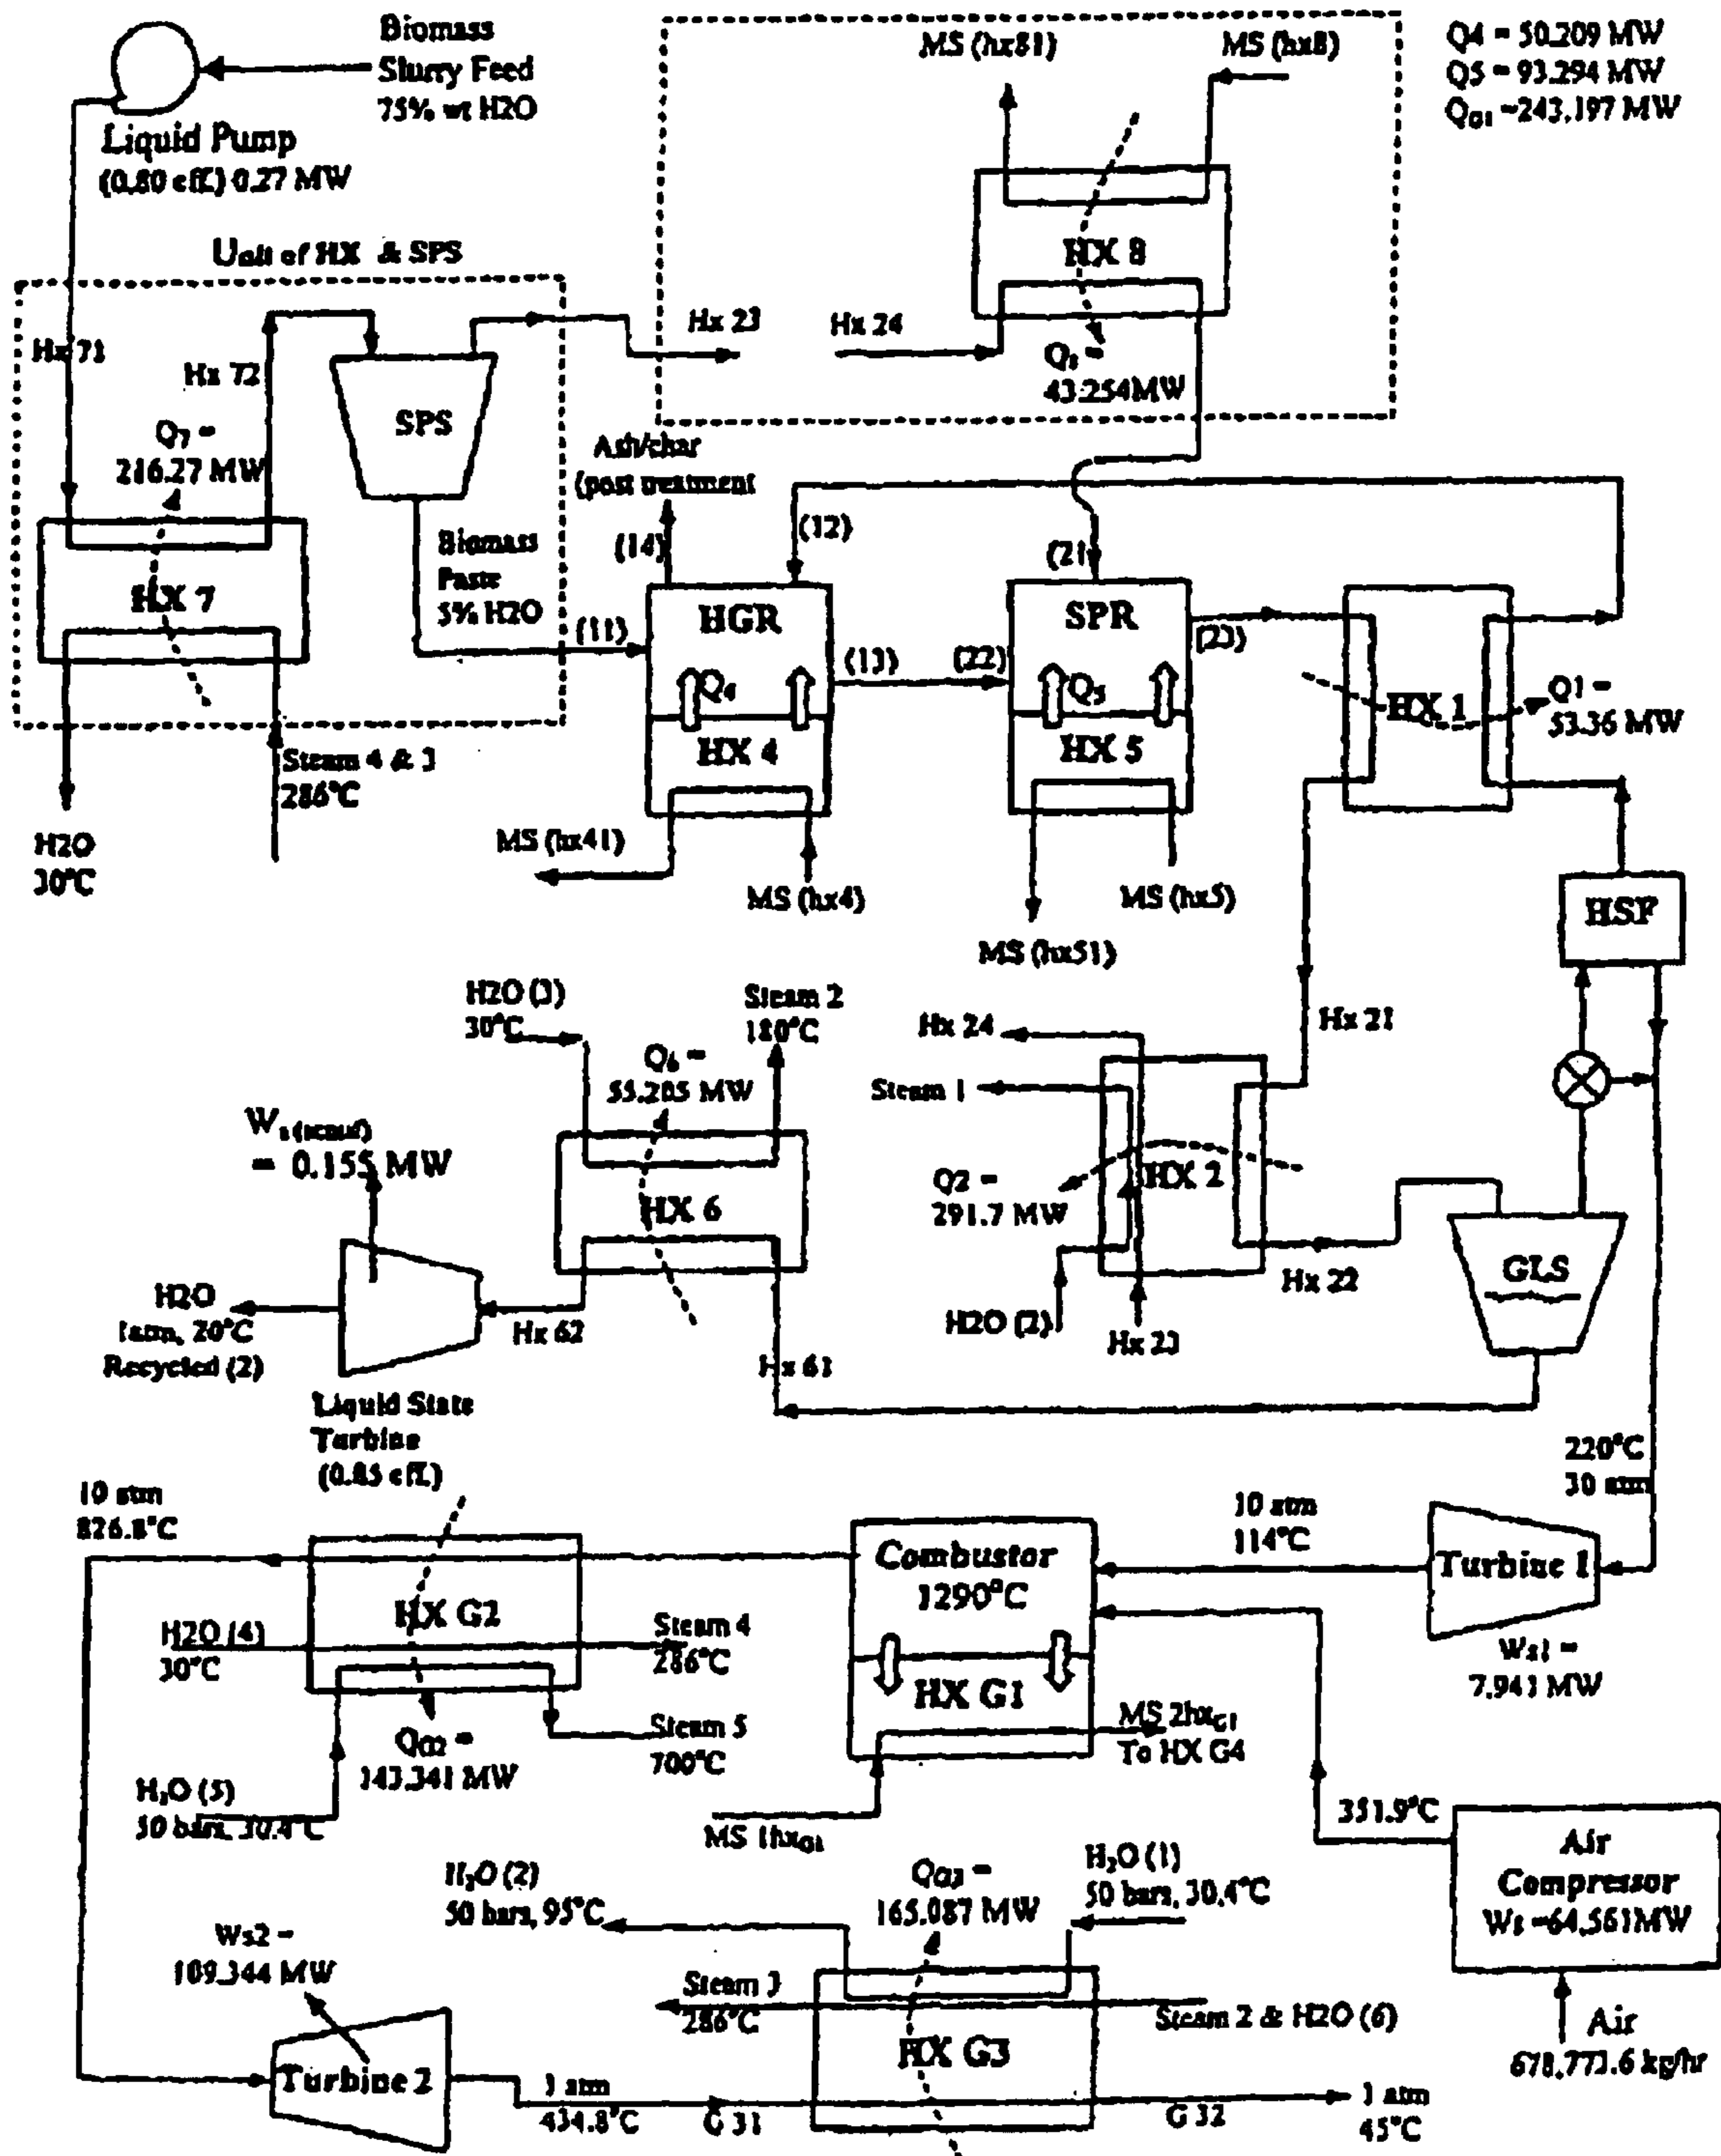 Biomass
Slurry Feed
75% wt H2O
Liquid Pump
(0.80 eff.) 0.27 MW
MS (hx81)
MS (hx8)
Q4 = 50.209 MW
Q5 = 93.294 MW
QG1 =243.197 MW
Unit of HX & SPS
HX 8
Hx 71
Hx 72
SPS
Hx 23
Hx 24
Q7 =
216.27 MW
HX 7
Ash/char
(post treatment
(14)
(12)
(21)
Biomass
Paste
5% H2O
(11)
HGR
Q4
HX 4
(13)
(22)
SPR
Q5
HX 5
(23)
HX 1
Q1 =
53.36 MW
43.254MW
Steam 4 & 3
286°C
H2O
30°C
MS (hx41)
MS (hx4)
MS (hx51)
MS (hx5)
HSF
H2O (3)
30°C
Steam 2
180°C
Q6 =
55.205 MW
HX 6
= 0.155 MW
H2O
1atm, 20°C
Recycled (2)
Hx 62
Hx 61
Liquid State
Turbine
(0.85 eff.)
Hx 24
Steam 1
Hx 21
Q2 =
291.7 MW
HX 2
H2O (2)
Hx 23
Hx 22
GLS
220°C
30 atm
10 atm
826.8°C
HX G2
H2O (4)
30°C
Steam 4
286°C
Steam 5
700°C
QG2 =
143.341 MW
H2O (5)
50 bars, 30.4°C
Combustor
1290°C
HX G1
10 atm
114°C
Turbine 1
Ws1 =
7.941 MW
MS 2hxG1
To HX G4
MS 1hxG1
351.9°C
Air
Compressor
Ws =64.561MW
Air
678,773.6 kg/hr
H2O (2)
50 bars, 95°C
QG3 =
165.087 MW
H2O (1)
50 bars, 30.4°C
Ws2 =
109.344 MW
Turbine 2
Steam 3
286°C
HX G3
Steam 2 & H2O (6)
1 atm
434.8°C
G 31
G 32
1 atm
45°C